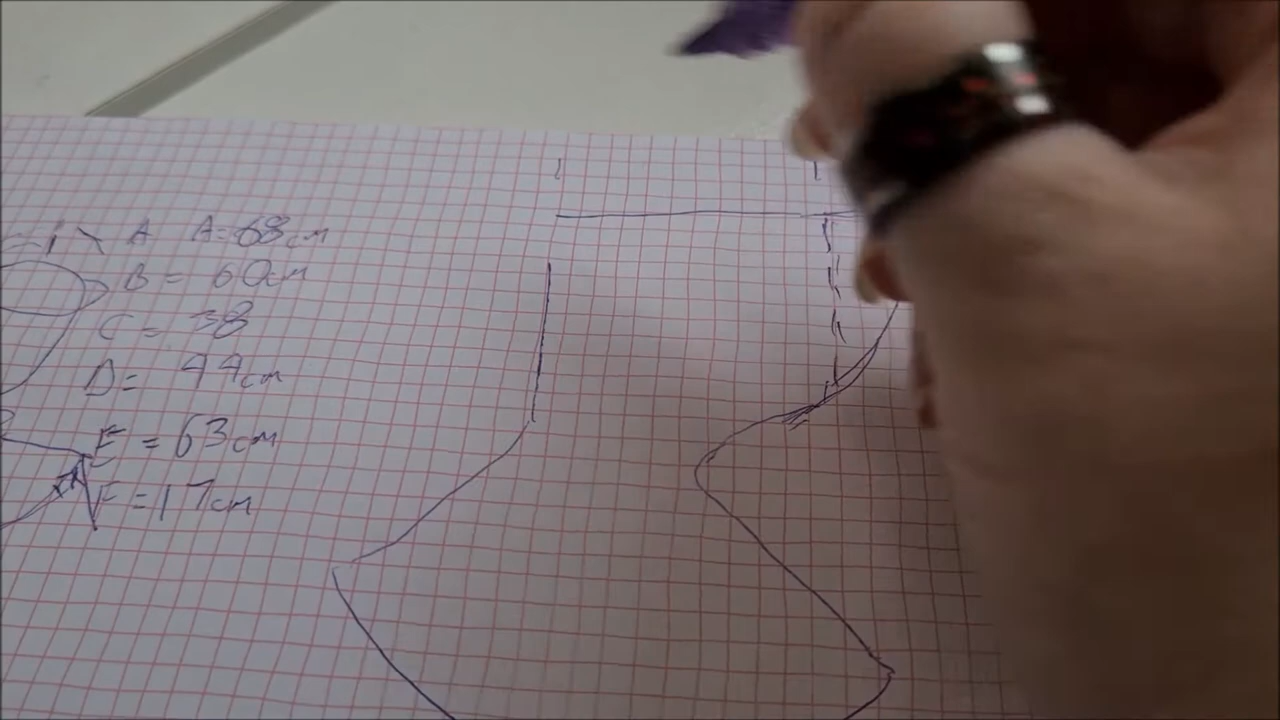 A A=68cm
B = 60cm
C = 38
D= 44cm
E = 63cm
F =17cm